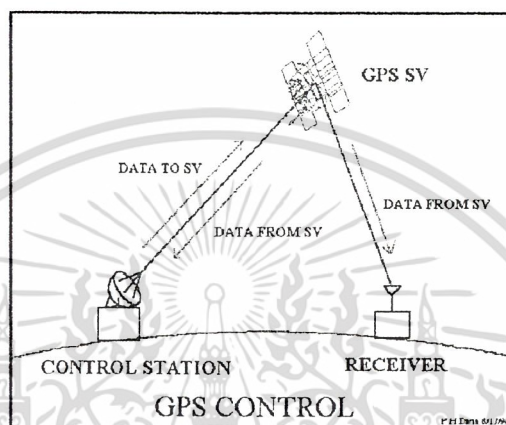 GPS SV
DATA TO SV
DATA FROM SV
DATA FROM SV
CONTROL STATION
RECEIVER
GPS CONTROL